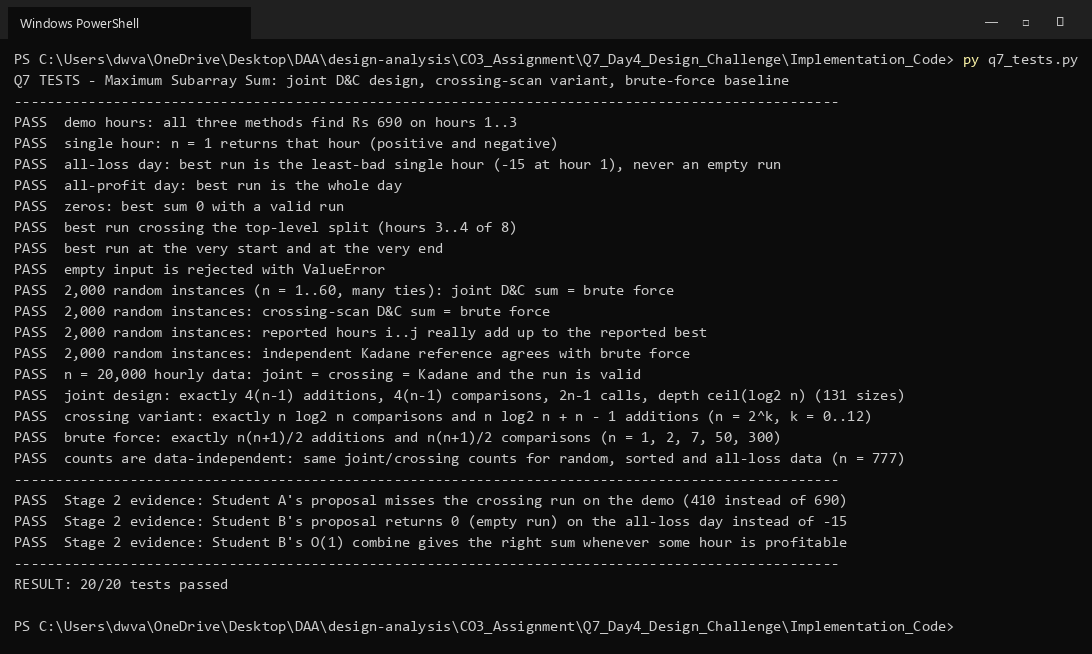 Windows PowerShell
PS C:\Users\dwva\OneDrive\Desktop\DAA\design-analysis\CO3_Assignment\Q7_Day4_Design_Challenge\Implementation_Code> py q7_tests.py
Q7 TESTS - Maximum Subarray Sum: joint D&C design, crossing-scan variant, brute-force baseline
----------------------------------------------------------------------------------------------------
PASS  demo hours: all three methods find Rs 690 on hours 1..3
PASS  single hour: n = 1 returns that hour (positive and negative)
PASS  all-loss day: best run is the least-bad single hour (-15 at hour 1), never an empty run
PASS  all-profit day: best run is the whole day
PASS  zeros: best sum 0 with a valid run
PASS  best run crossing the top-level split (hours 3..4 of 8)
PASS  best run at the very start and at the very end
PASS  empty input is rejected with ValueError
PASS  2,000 random instances (n = 1..60, many ties): joint D&C sum = brute force
PASS  2,000 random instances: crossing-scan D&C sum = brute force
PASS  2,000 random instances: reported hours i..j really add up to the reported best
PASS  2,000 random instances: independent Kadane reference agrees with brute force
PASS  n = 20,000 hourly data: joint = crossing = Kadane and the run is valid
PASS  joint design: exactly 4(n-1) additions, 4(n-1) comparisons, 2n-1 calls, depth ceil(log2 n) (131 sizes)
PASS  crossing variant: exactly n log2 n comparisons and n log2 n + n - 1 additions (n = 2^k, k = 0..12)
PASS  brute force: exactly n(n+1)/2 additions and n(n+1)/2 comparisons (n = 1, 2, 7, 50, 300)
PASS  counts are data-independent: same joint/crossing counts for random, sorted and all-loss data (n = 777)
----------------------------------------------------------------------------------------------------
PASS  Stage 2 evidence: Student A's proposal misses the crossing run on the demo (410 instead of 690)
PASS  Stage 2 evidence: Student B's proposal returns 0 (empty run) on the all-loss day instead of -15
PASS  Stage 2 evidence: Student B's O(1) combine gives the right sum whenever some hour is profitable
----------------------------------------------------------------------------------------------------
RESULT: 20/20 tests passed
PS C:\Users\dwva\OneDrive\Desktop\DAA\design-analysis\CO3_Assignment\Q7_Day4_Design_Challenge\Implementation_Code>